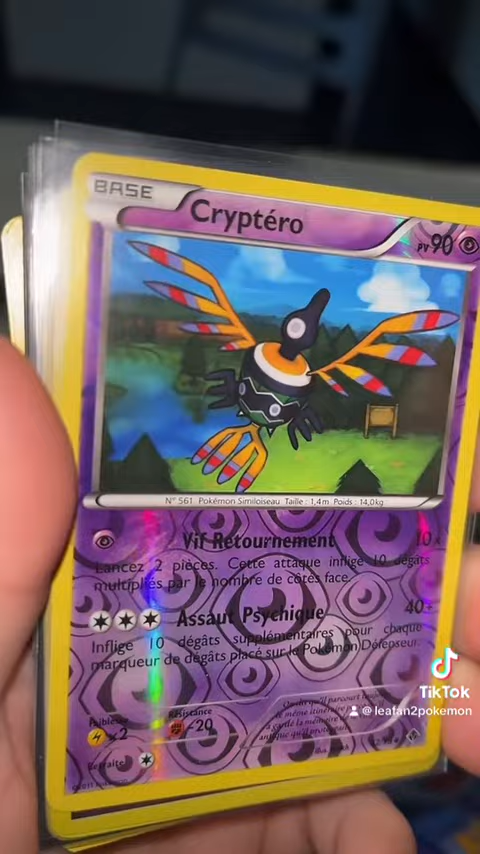 BASE
Cryptéro
PV 90
N° 561 Pokémon Similoiseau Taille : 1,4m Poids : 14,0kg
Vif Retournement 10×
Lancez 2 pièces. Cette attaque inflige 10 dégâts
multipliés par le nombre de côtés face.
Assaut Psychique 40+
Inflige 10 dégâts supplémentaires pour chaque
marqueur de dégâts placé sur le Pokémon Défenseur.
Faiblesse
×2
Résistance
-20
Retraite
©2011
TikTok
@leafan2pokemon